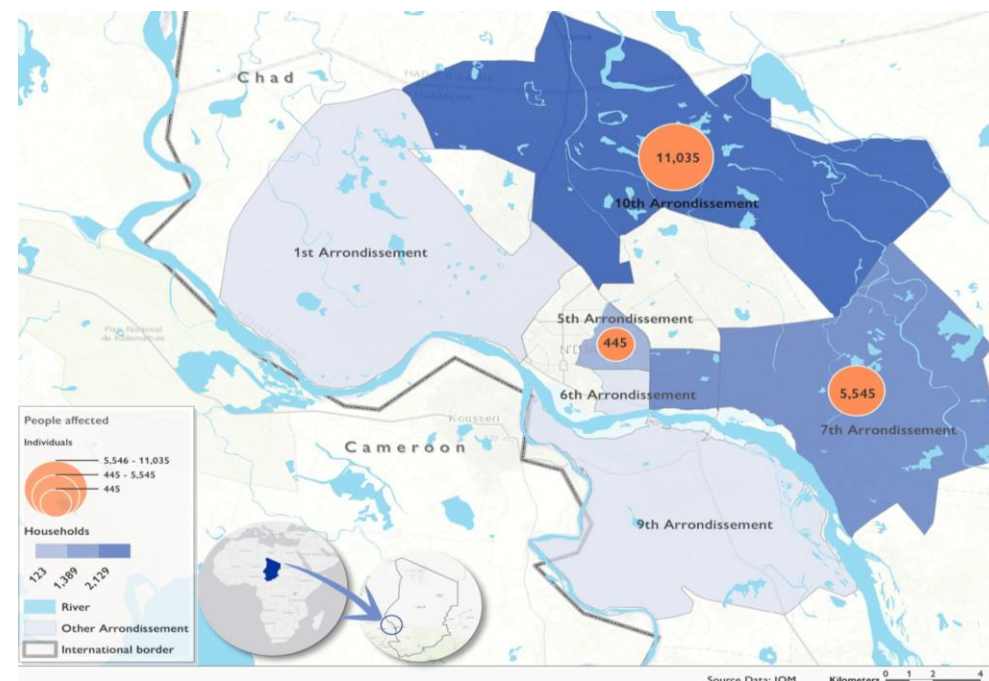 Chad
N'DJAMENA
11,035
10th Arrondissement
1st Arrondissement
5th Arrondissement
445
6th Arrondissement
5,545
7th Arrondissement
Kousseri
Cameroon
9th Arrondissement
People affected
Individuals
5,546 - 11,035
445 - 5,545
445
Households
123
1,389
2,129
River
Other Arrondissement
International border
Source Data: IOM
Kilometers
0 1 2 4